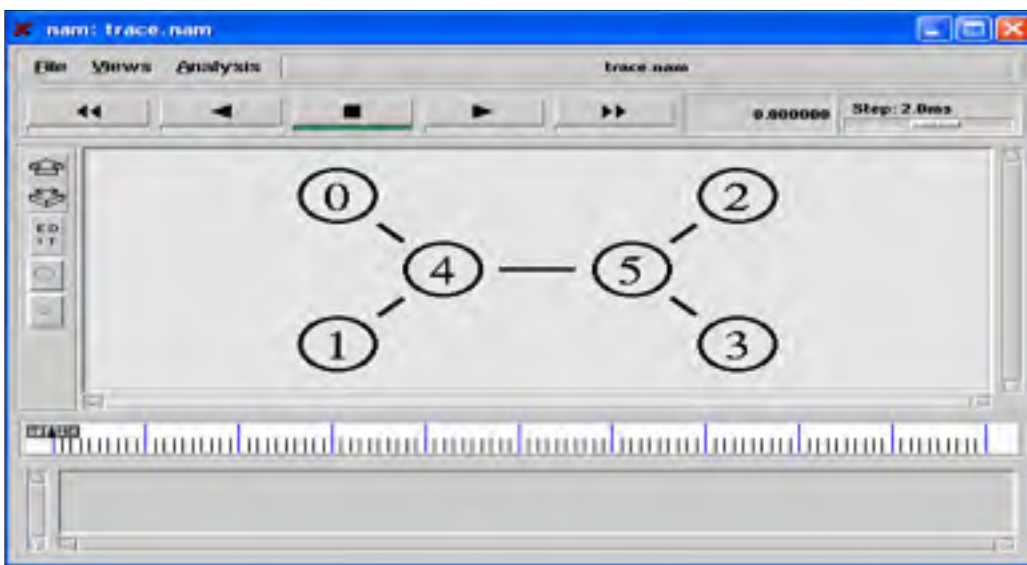 nam: trace.nam
File Views Analysis trace.nam
0.000000 Step: 2.0ms
0 2
4 5
1 3
E D
I T
TIME